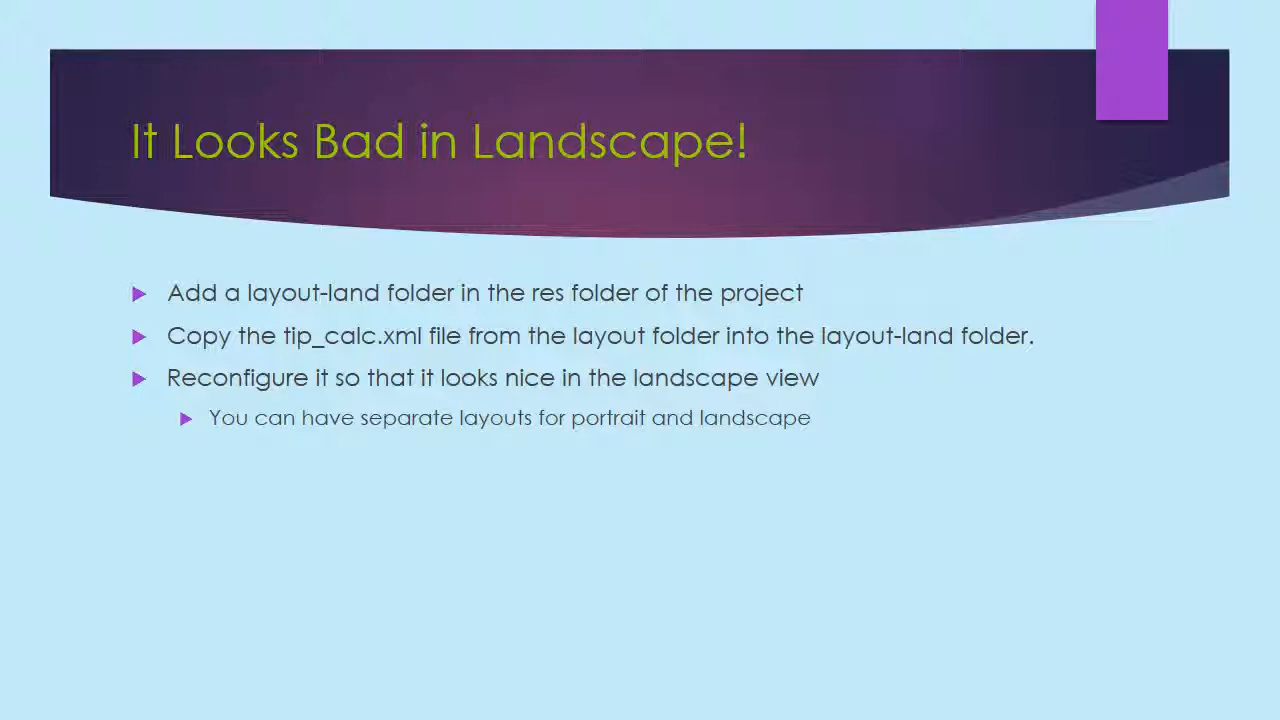 It Looks Bad in Landscape!
Add a layout-land folder in the res folder of the project
Copy the tip_calc.xml file from the layout folder into the layout-land folder.
Reconfigure it so that it looks nice in the landscape view
You can have separate layouts for portrait and landscape